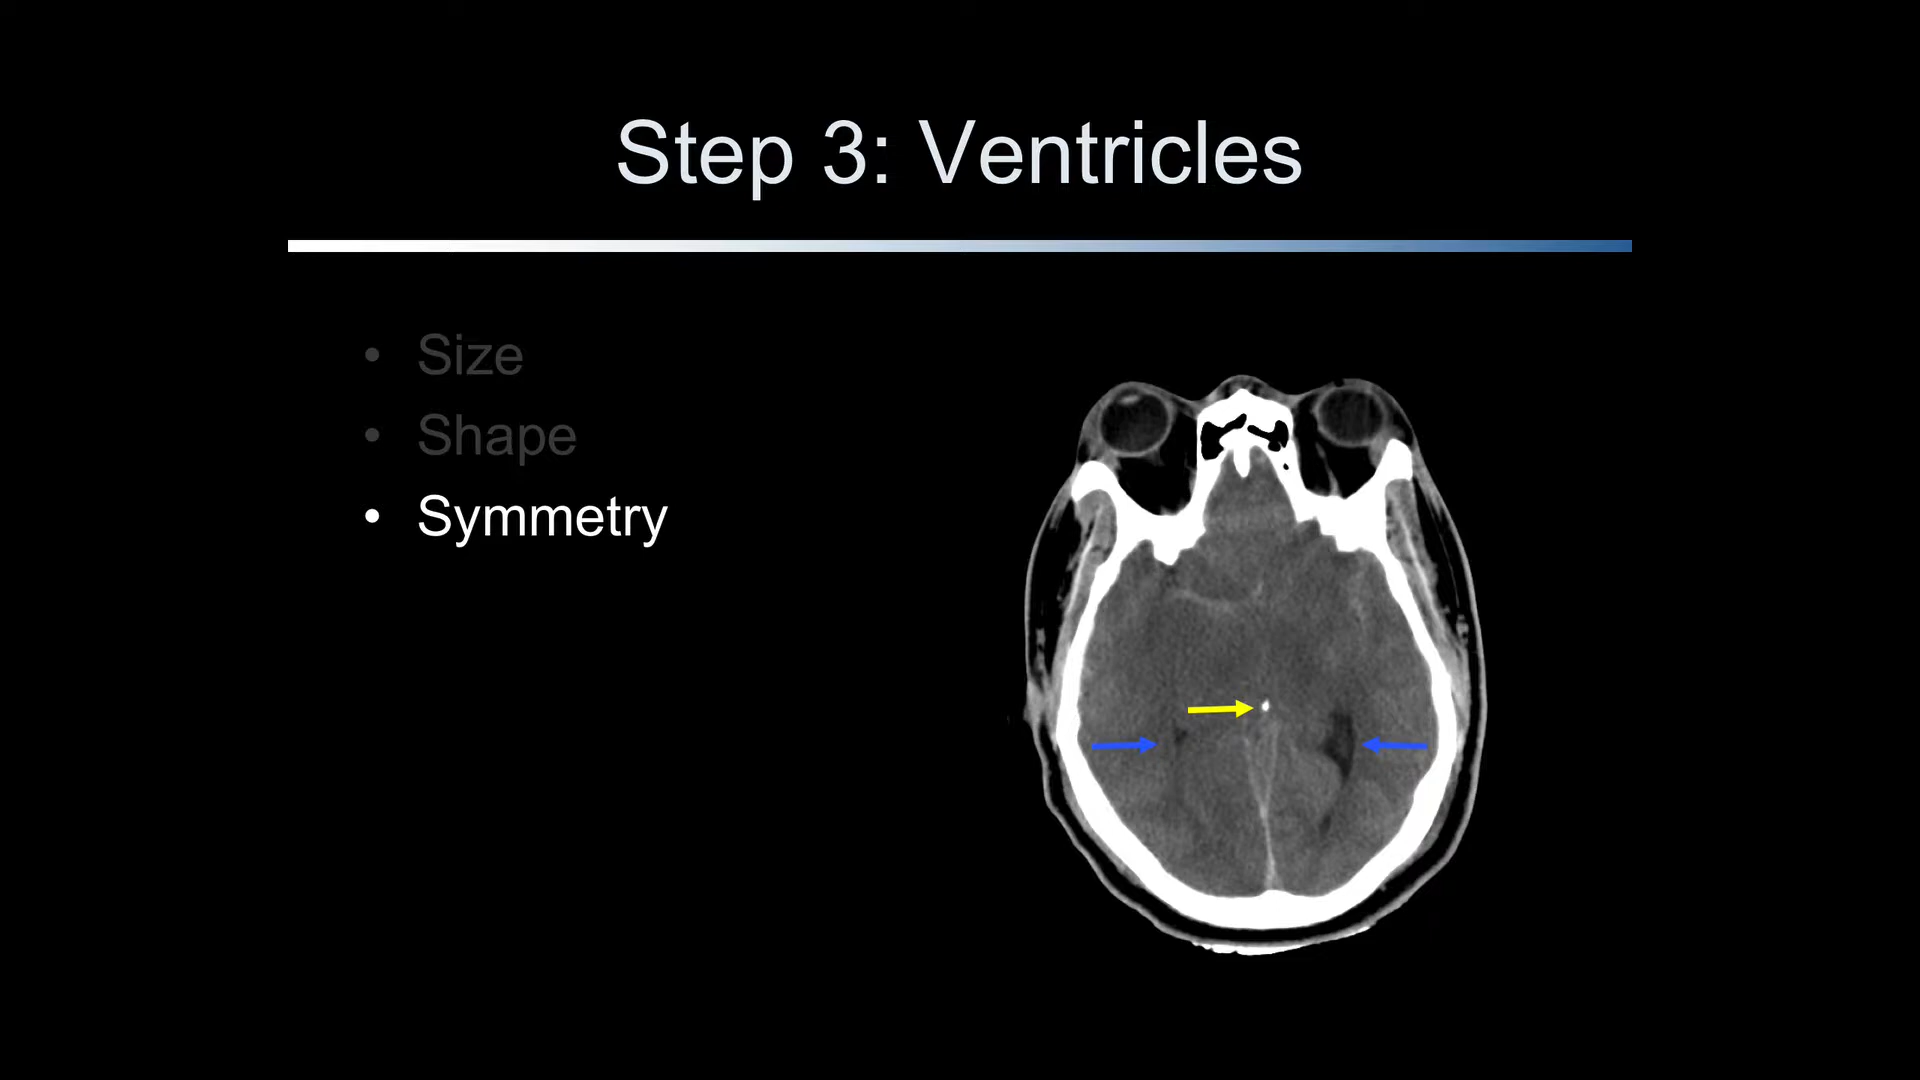 Step 3: Ventricles
• Size
• Shape
• Symmetry